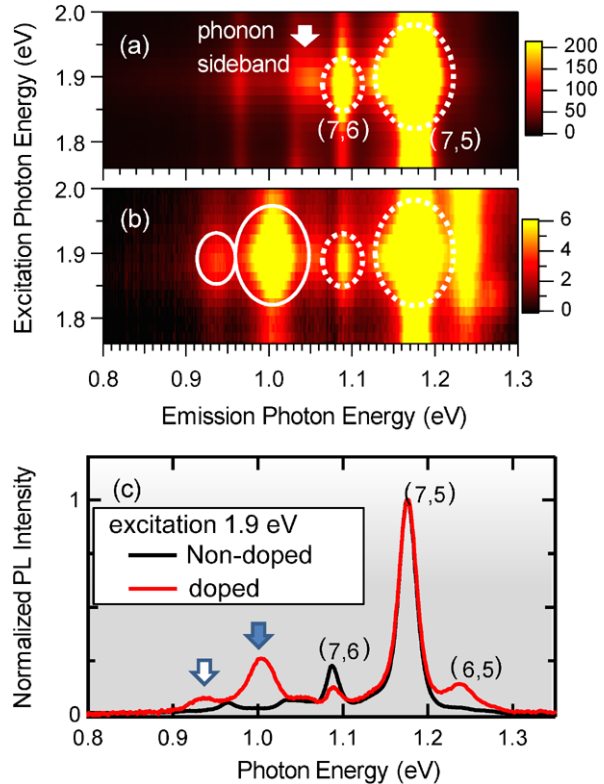 2.0
(a)
phonon
sideband
200
150
100
50
0
1.9
(7,6)
(7,5)
1.8
Excitation Photon Energy (eV)
2.0
(b)
6
4
2
0
1.9
1.8
0.8
1.0
1.1
1.2
1.3
Emission Photon Energy (eV)
(c)
(7,5)
1
excitation 1.9 eV
Non-doped
doped
(7,6)
(6,5)
0
Normalized PL Intensity
0.8
0.9
1.0
1.1
1.2
1.3
Photon Energy (eV)